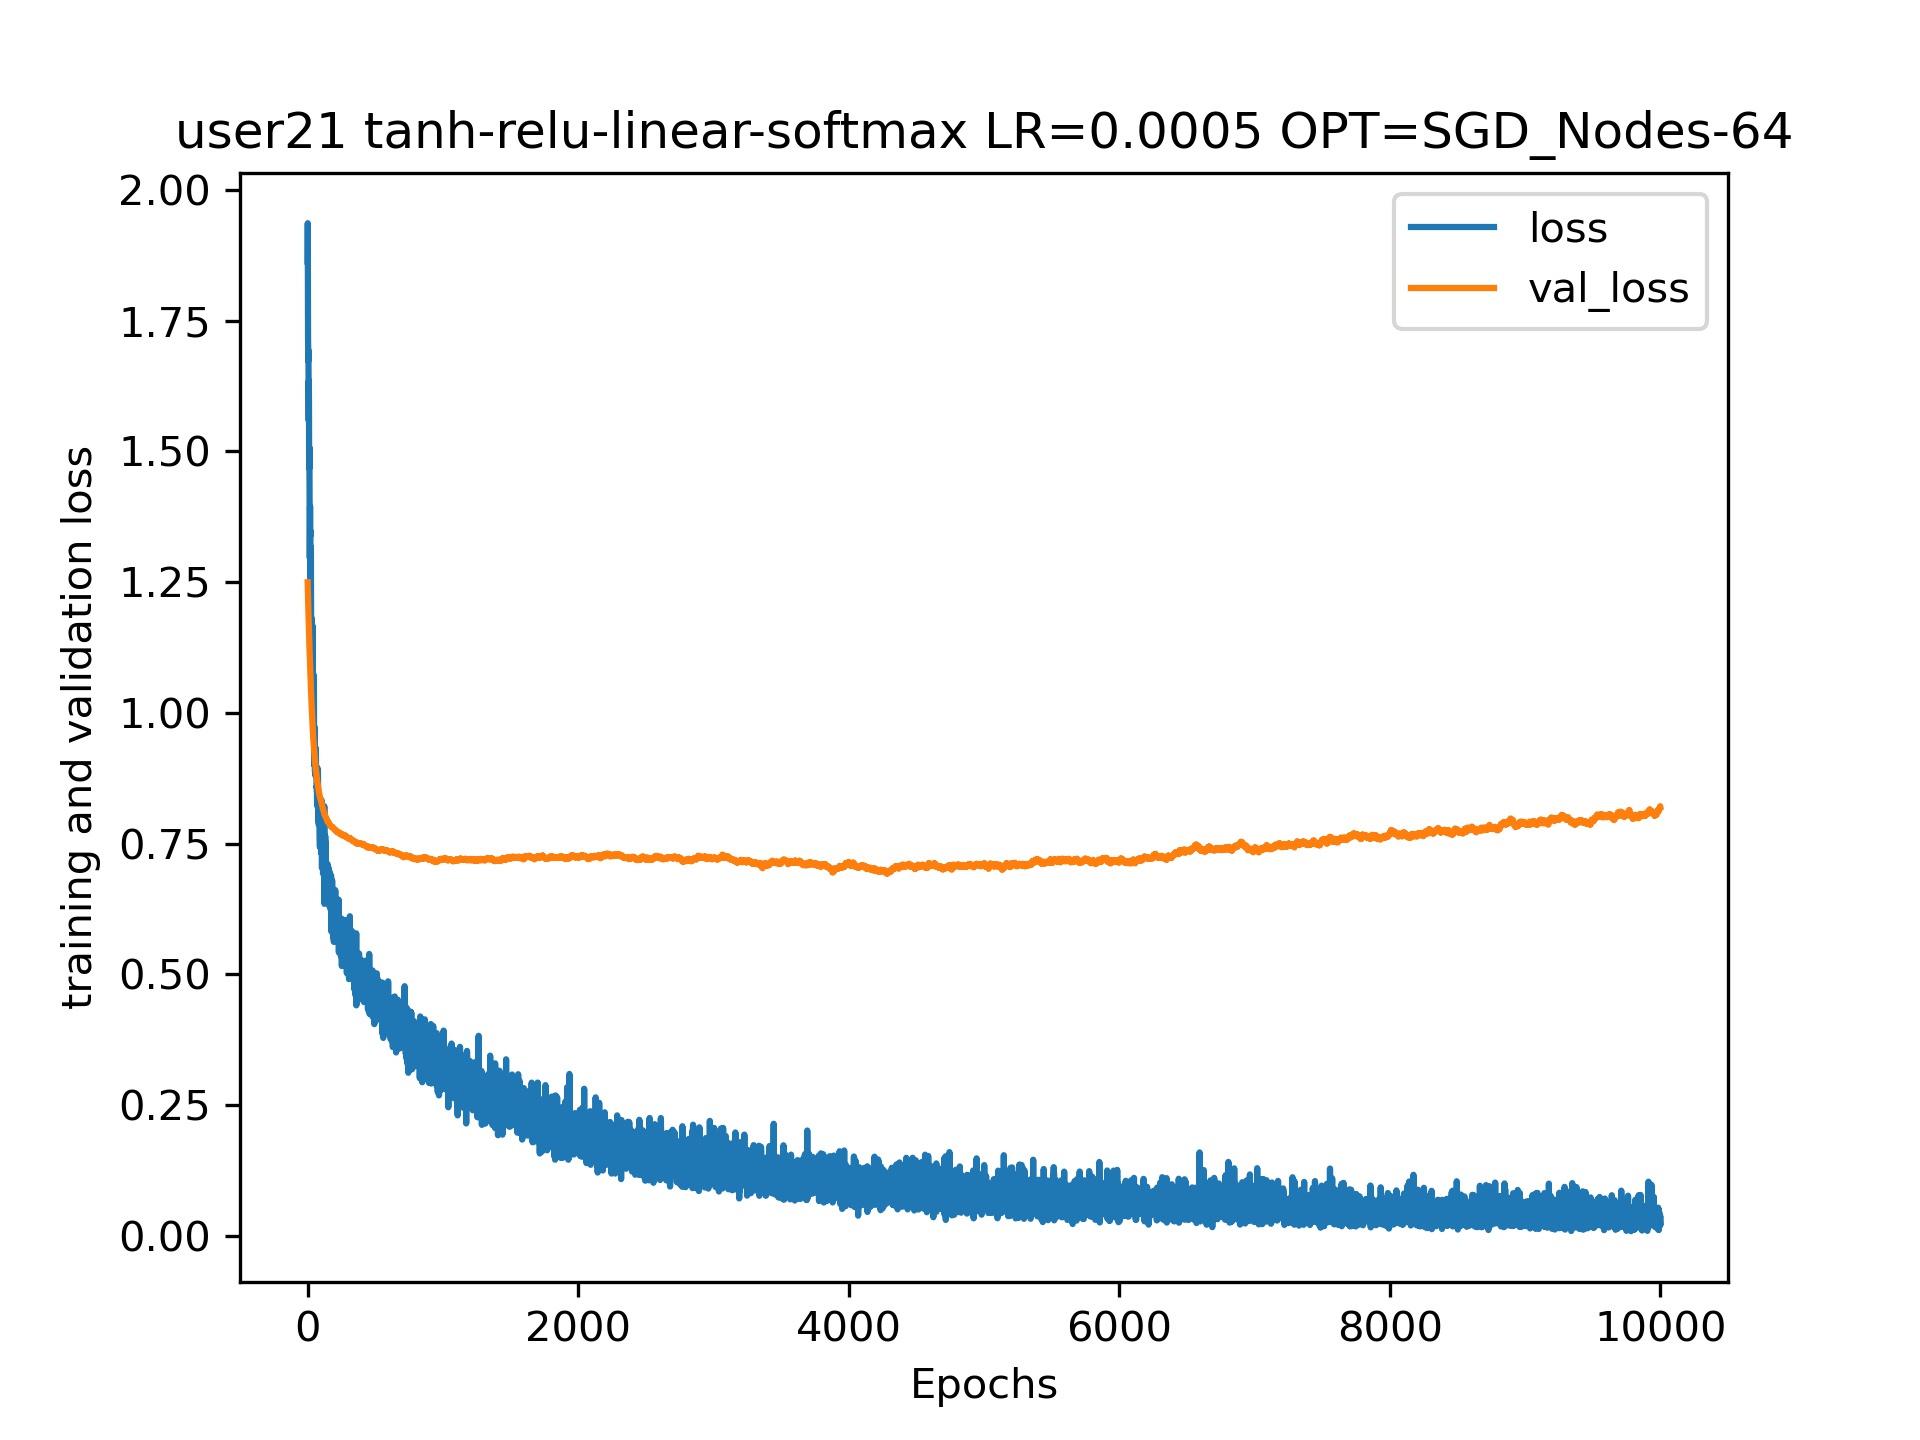 user21 tanh-relu-linear-softmax LR=0.0005 OPT=SGD_Nodes-64
training and validation loss
2.00
1.75
1.50
1.25
1.00
0.75
0.50
0.25
0.00
loss
val_loss
0 2000 4000 6000 8000 10000
Epochs